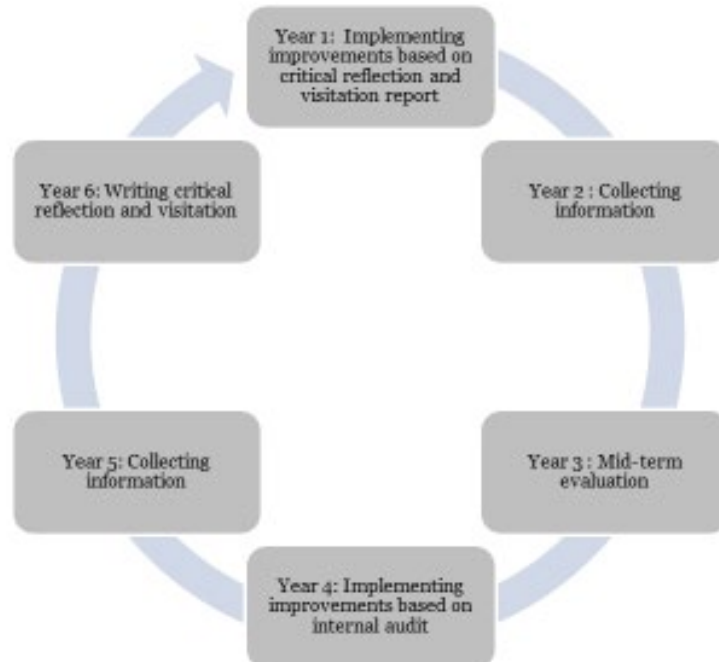 Year 1:  Implementing
improvements based on
critical reflection and
visitation report
Year 2 : Collecting
information
Year 3 : Mid-term
evaluation
Year 4: Implementing
improvements based on
internal audit
Year 5: Collecting
information
Year 6: Writing critical
reflection and visitation